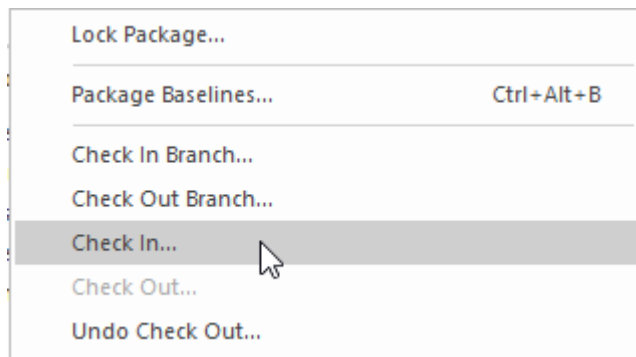 Lock Package...
Package Baselines... Ctrl+Alt+B
Check In Branch...
Check Out Branch...
Check In...
Check Out...
Undo Check Out...